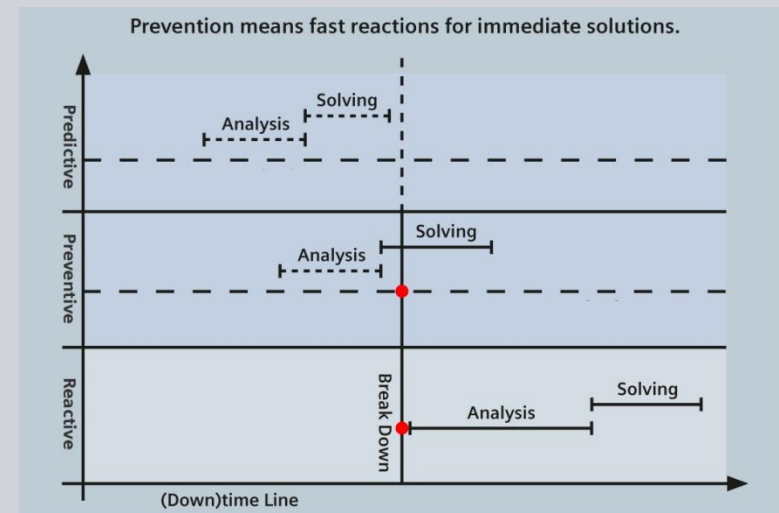 Prevention means fast reactions for immediate solutions.
Predictive
Analysis
Solving
Preventive
Analysis
Solving
Reactive
Break Down
Analysis
Solving
(Down)time Line